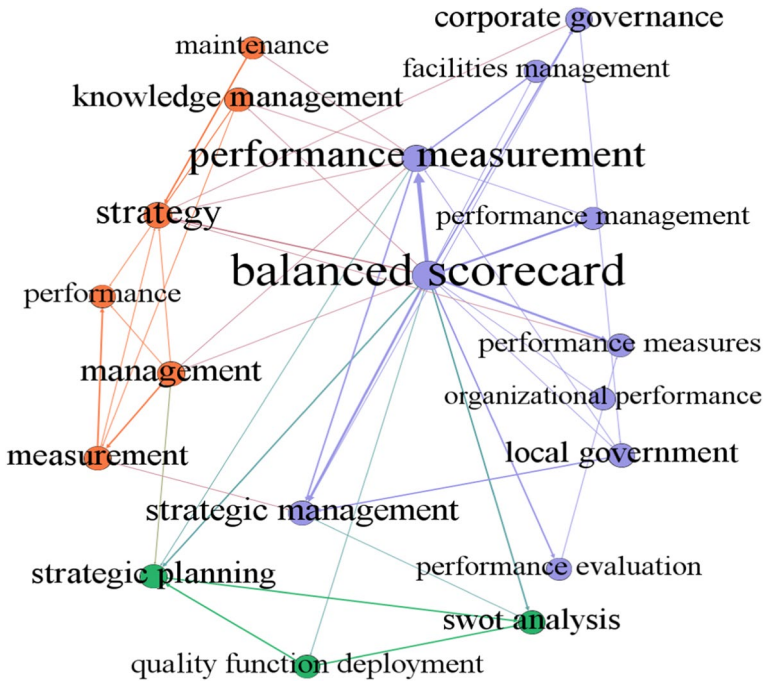 corporate governance
maintenance
facilities management
knowledge management
performance measurement
strategy
performance management
balanced scorecard
performance
performance measures
management
organizational performance
measurement
local government
strategic management
performance evaluation
strategic planning
swot analysis
quality function deployment